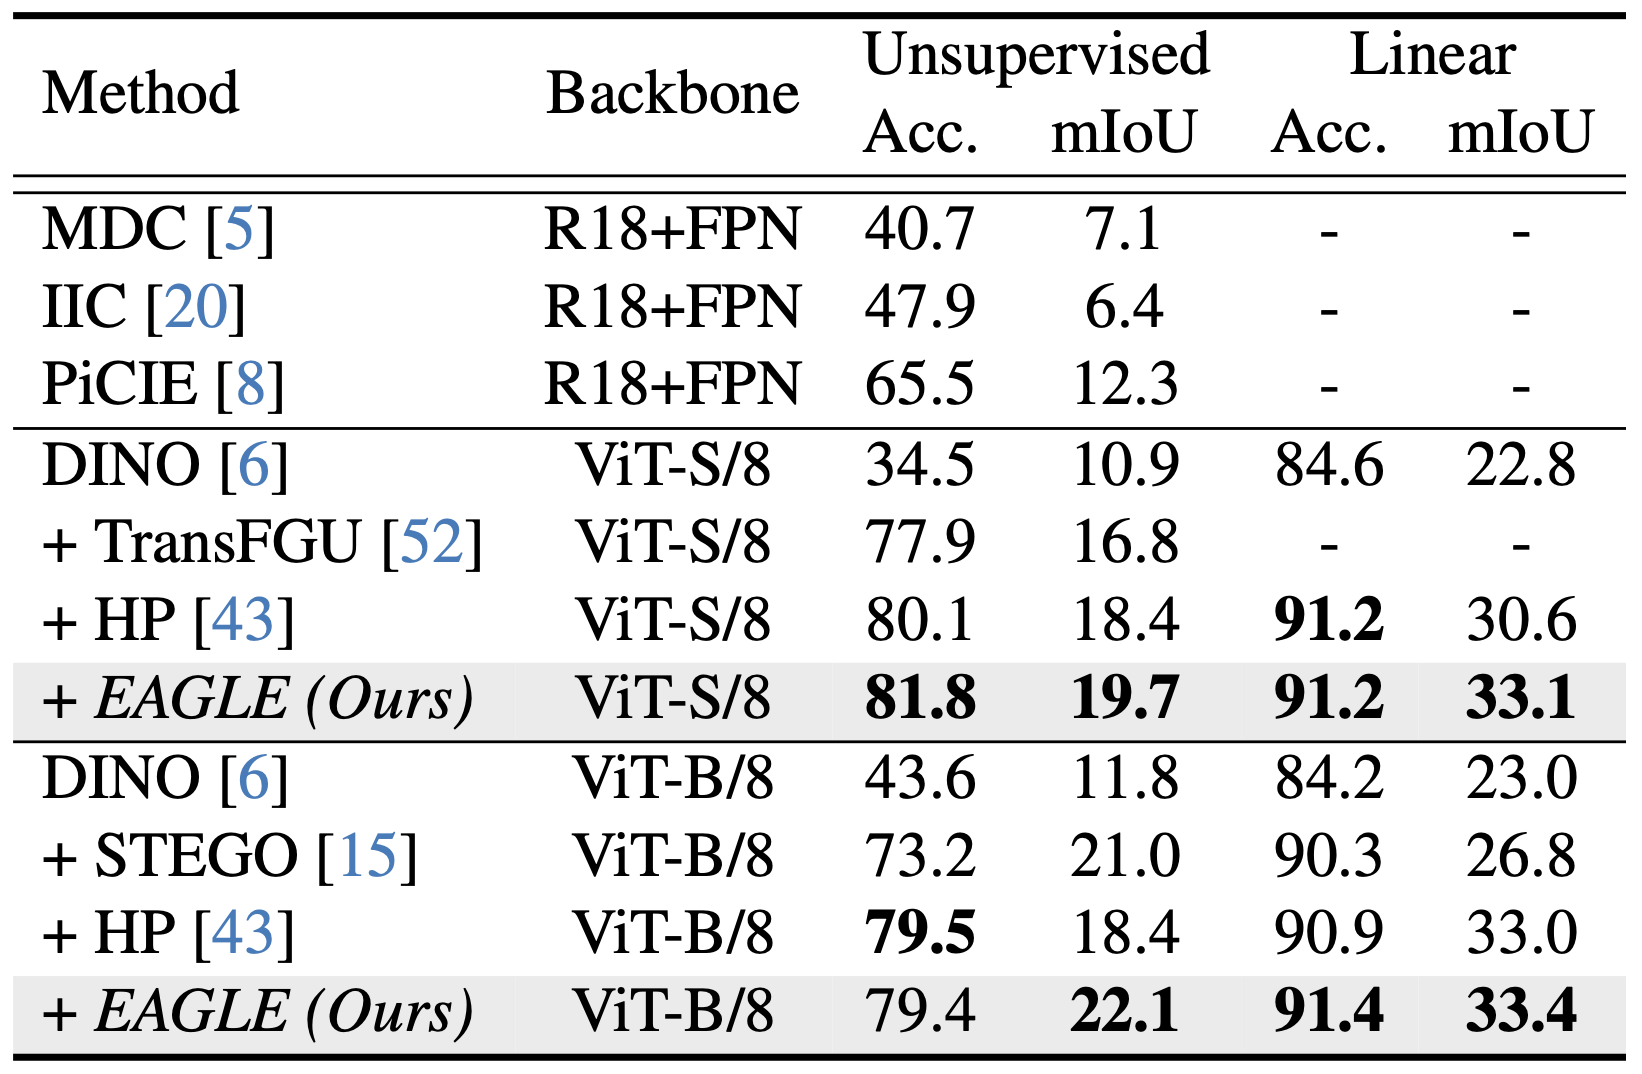 Method Backbone Unsupervised Linear
Acc. mIoU Acc. mIoU
MDC [5] R18+FPN 40.7 7.1 - -
IIC [20] R18+FPN 47.9 6.4 - -
PiCIE [8] R18+FPN 65.5 12.3 - -
DINO [6] ViT-S/8 34.5 10.9 84.6 22.8
+ TransFGU [52] ViT-S/8 77.9 16.8 - -
+ HP [43] ViT-S/8 80.1 18.4 91.2 30.6
+ EAGLE (Ours) ViT-S/8 81.8 19.7 91.2 33.1
DINO [6] ViT-B/8 43.6 11.8 84.2 23.0
+ STEGO [15] ViT-B/8 73.2 21.0 90.3 26.8
+ HP [43] ViT-B/8 79.5 18.4 90.9 33.0
+ EAGLE (Ours) ViT-B/8 79.4 22.1 91.4 33.4